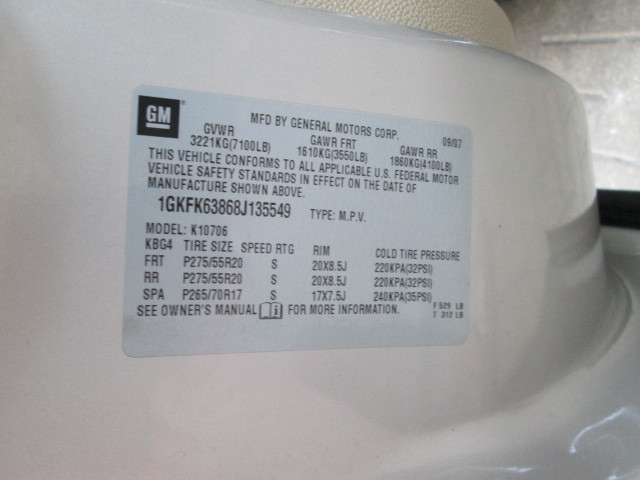 GM
MFD BY GENERAL MOTORS CORP. 09/07
GVWR GAWR FRT GAWR RR
3221KG(7100LB) 1610KG(3550LB) 1860KG(4100LB)
THIS VEHICLE CONFORMS TO ALL APPLICABLE U.S. FEDERAL MOTOR
VEHICLE SAFETY STANDARDS IN EFFECT ON THE DATE OF
MANUFACTURE SHOWN ABOVE.
1GKFK63868J135549 TYPE: M.P.V.
MODEL: K10706
KBG4 TIRE SIZE SPEED RTG RIM COLD TIRE PRESSURE
FRT P275/55R20 S 20X8.5J 220KPA(32PSI)
RR P275/55R20 S 20X8.5J 220KPA(32PSI)
SPA P265/70R17 S 17X7.5J 240KPA(35PSI)
SEE OWNER'S MANUAL FOR MORE INFORMATION.
F 529 LB
T 312 LB